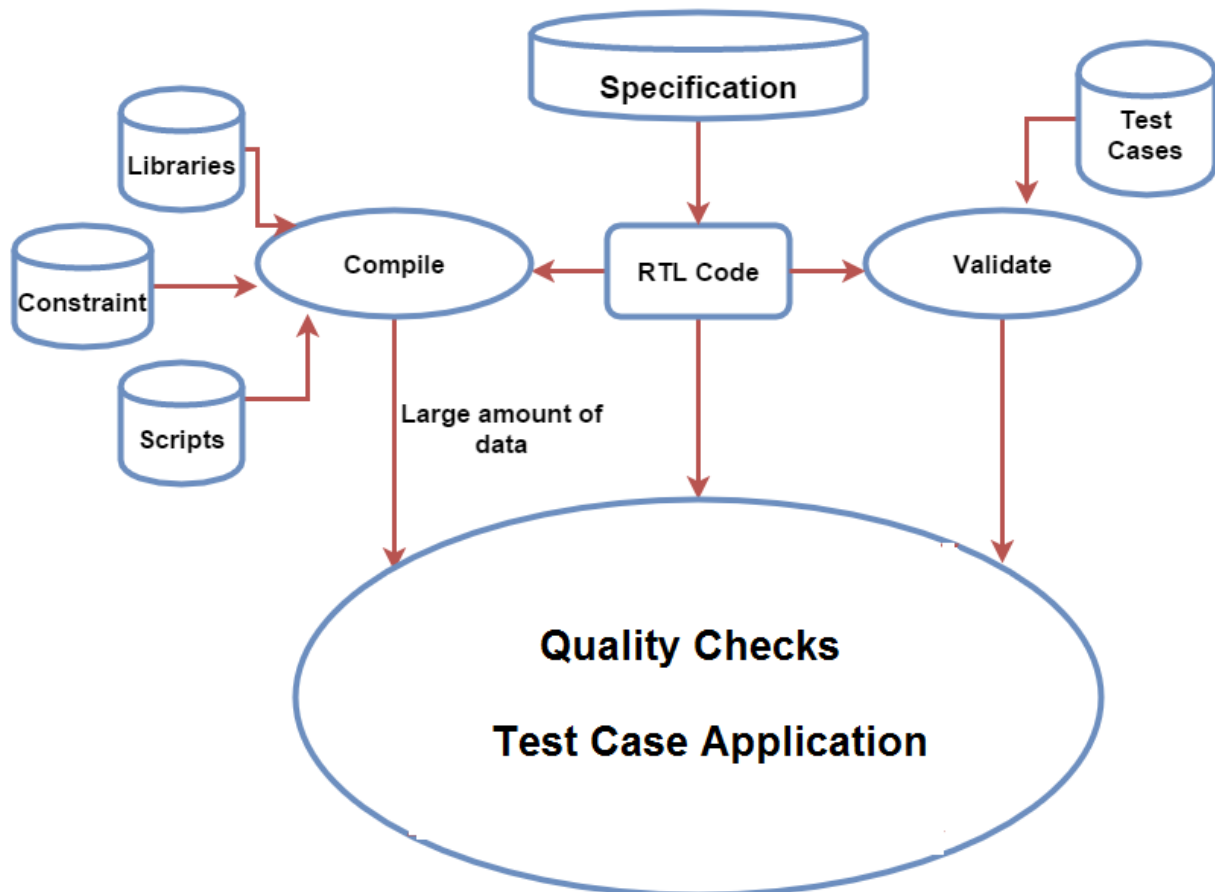 Specification
Test
Cases
Libraries
Compile
RTL Code
Validate
Constraint
Scripts
Large amount of
data
Quality Checks
Test Case Application